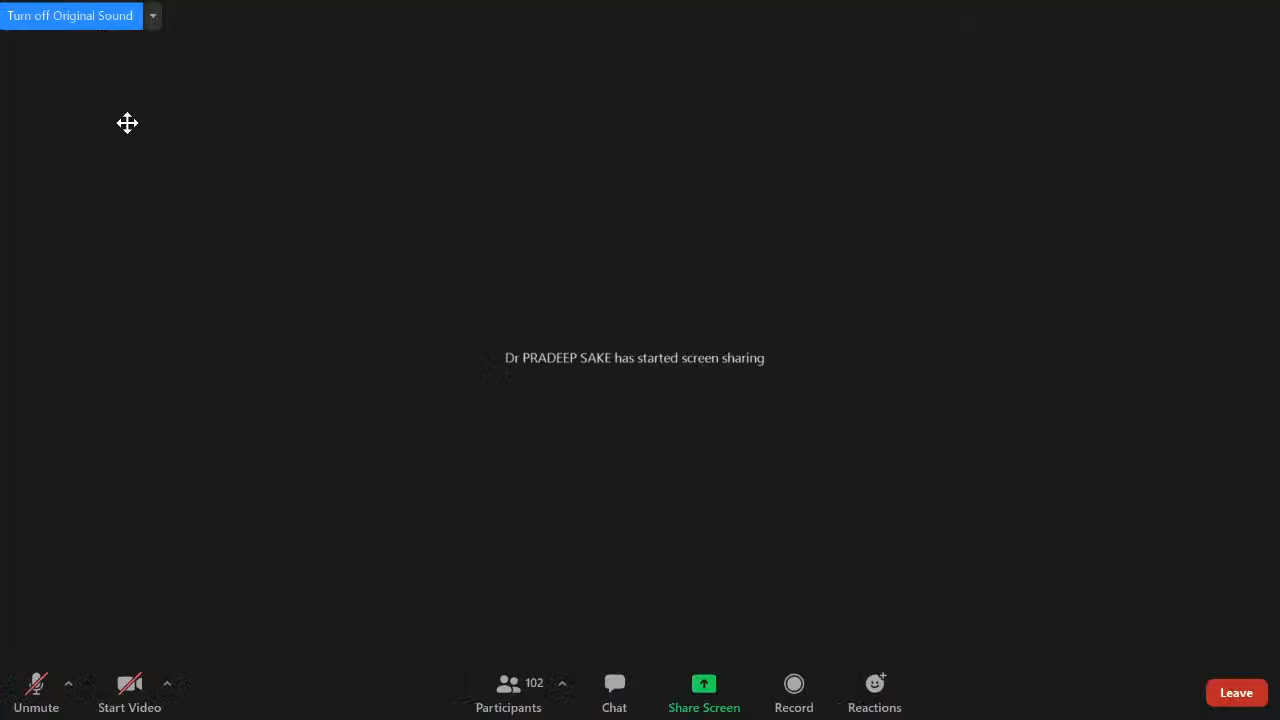 Turn off Original Sound
Dr PRADEEP SAKE has started screen sharing
102
Unmute
Start Video
Participants
Chat
Share Screen
Record
Reactions
Leave